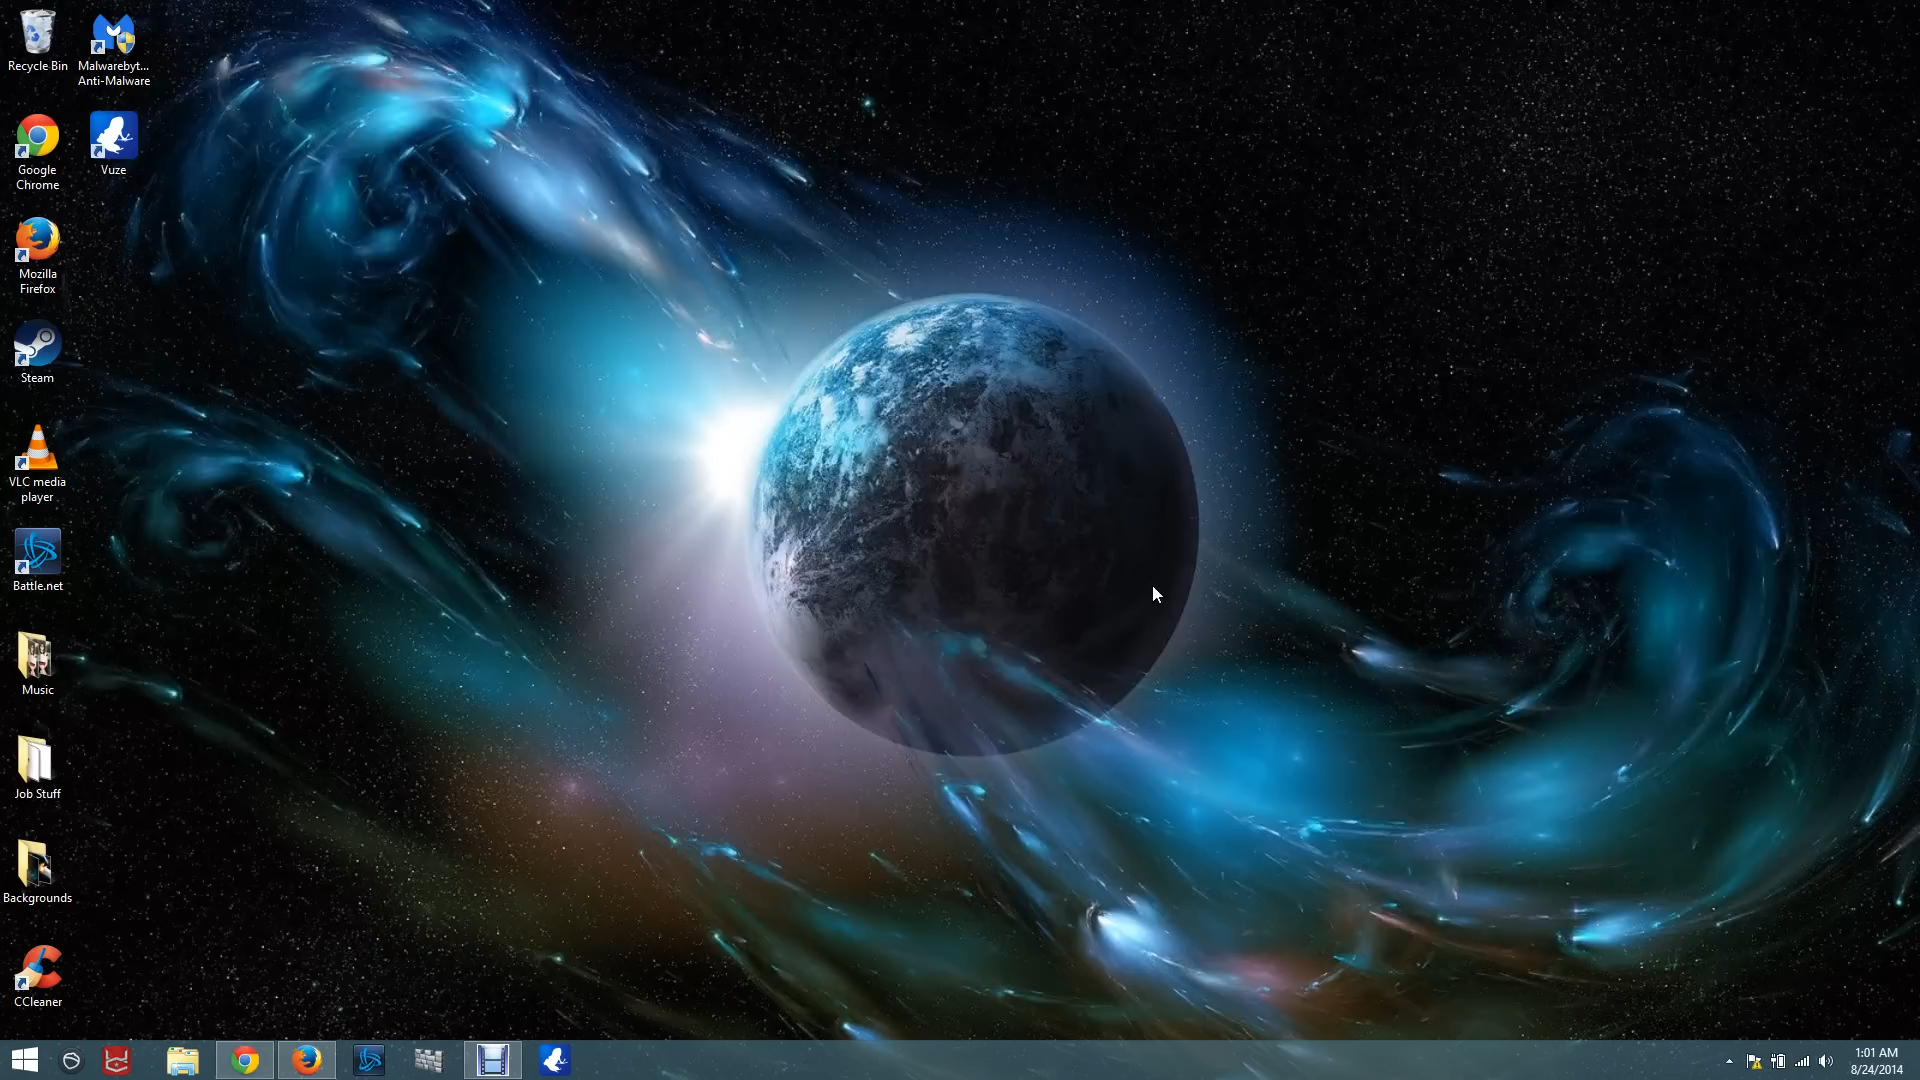 Recycle Bin
Malwarebyt...
Anti-Malware
Google
Chrome
Vuze
Mozilla
Firefox
Steam
VLC media
player
Battle.net
Music
Job Stuff
Backgrounds
CCleaner
1:01 AM
8/24/2014